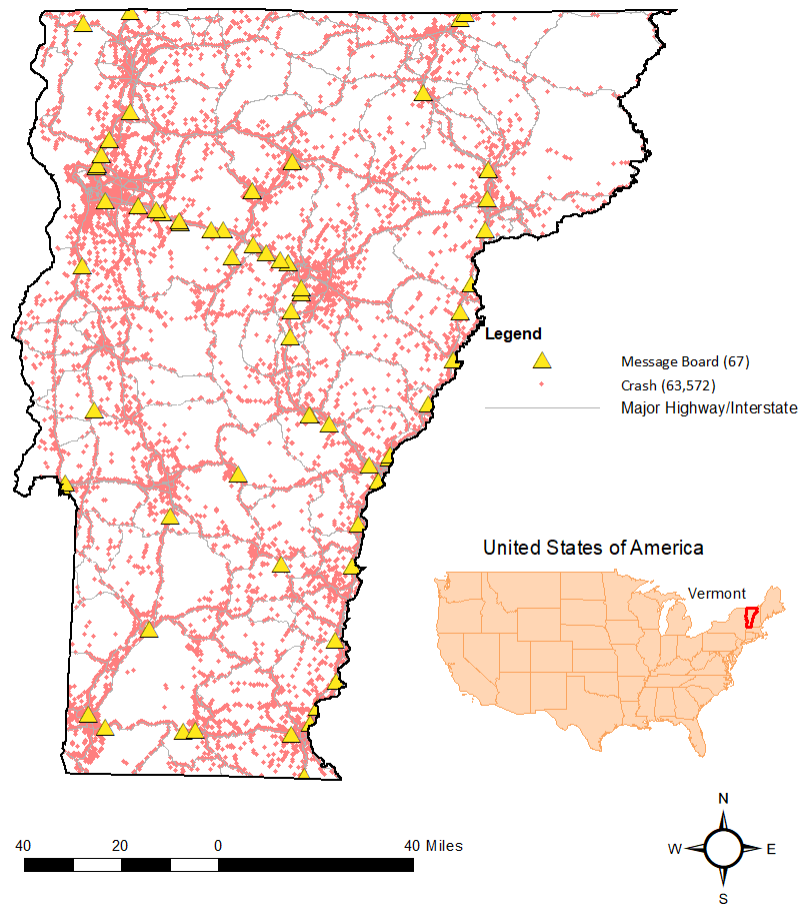 Legend
Message Board (67)
Crash (63,572)
Major Highway/Interstate
United States of America
Vermont
N
W E
S
40 20 0 40 Miles